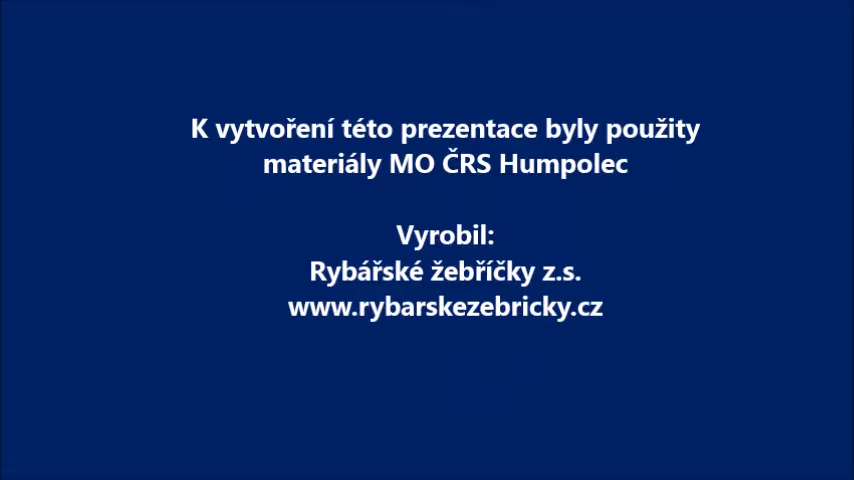 K vytvoření této prezentace byly použity
materiály MO ČRS Humpolec
Vyrobil:
Rybářské žebříčky z.s.
www.rybarskezebricky.cz